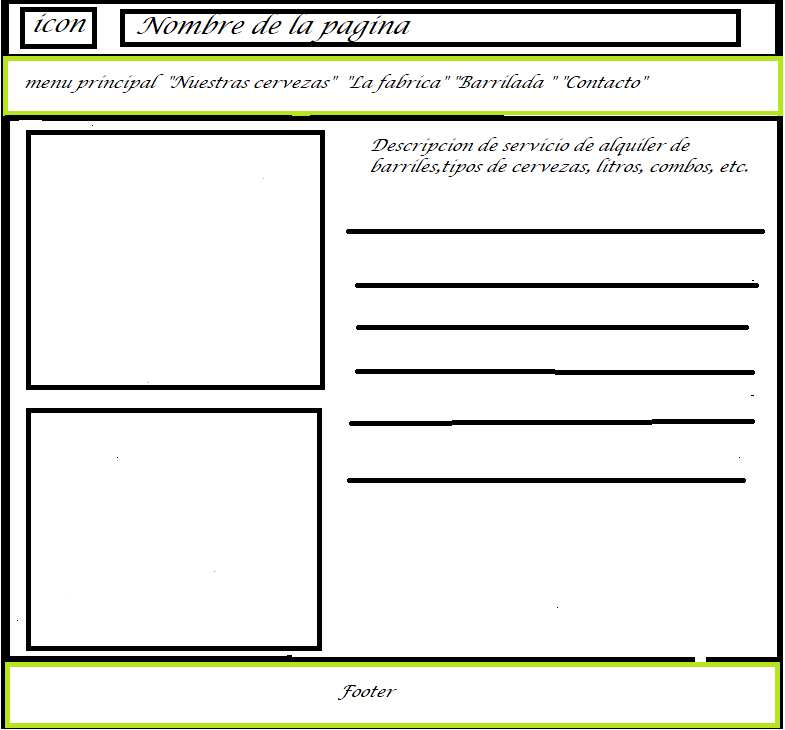 icon
Nombre de la pagina
menu principal "Nuestras cervezas" "La fabrica" "Barrilada " "Contacto"
Descripcion de servicio de alquiler de
barriles,tipos de cervezas, litros, combos, etc.
Footer